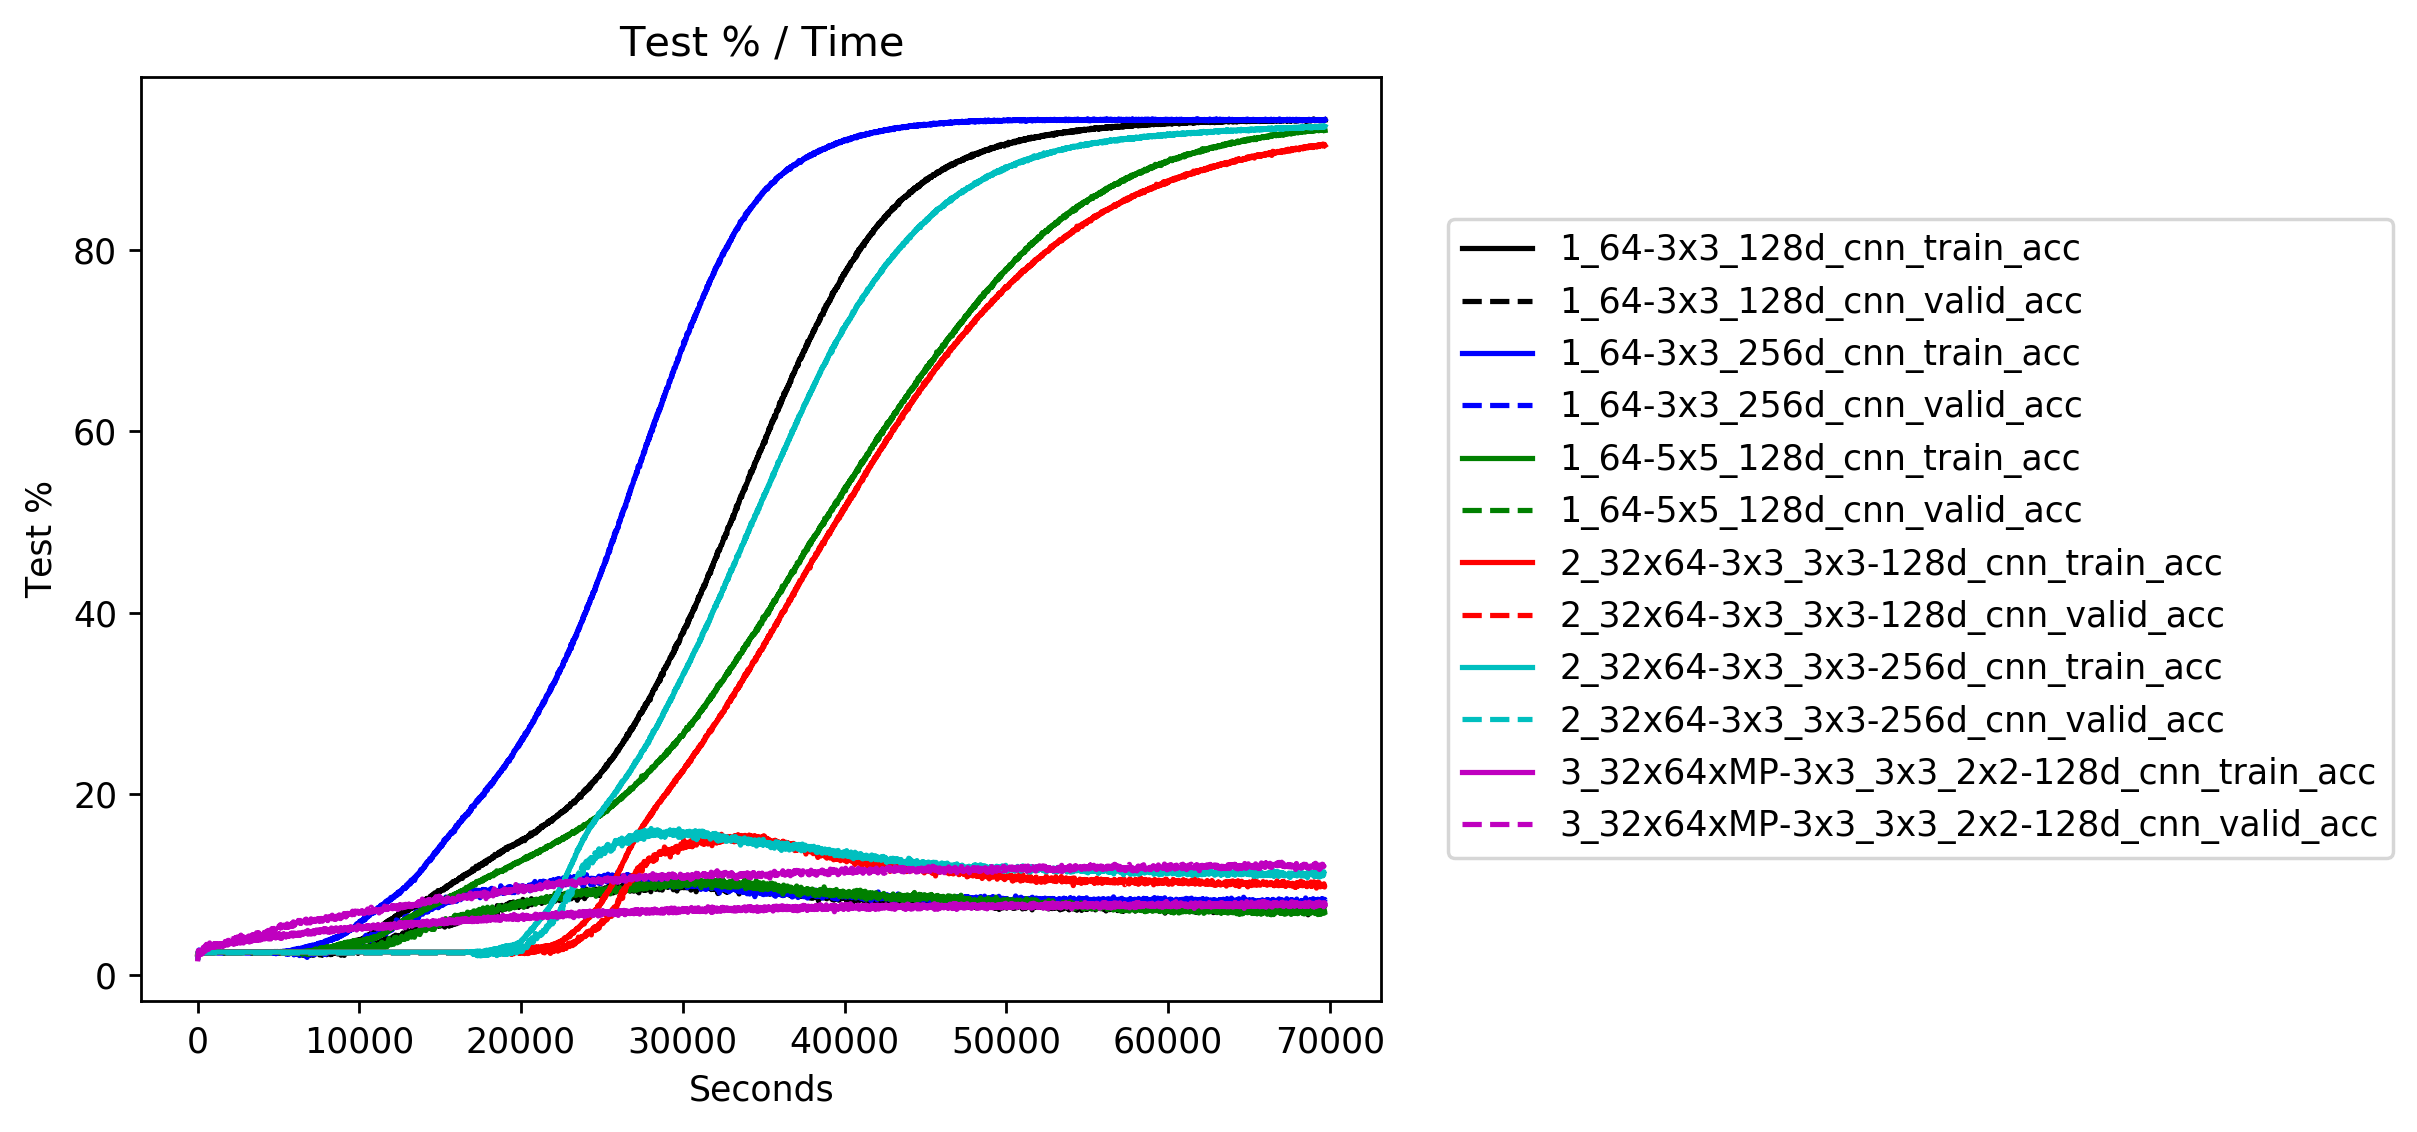 Test % / Time
Test %
80
60
40
20
0
0 10000 20000 30000 40000 50000 60000 70000
Seconds
1_64-3x3_128d_cnn_train_acc
1_64-3x3_128d_cnn_valid_acc
1_64-3x3_256d_cnn_train_acc
1_64-3x3_256d_cnn_valid_acc
1_64-5x5_128d_cnn_train_acc
1_64-5x5_128d_cnn_valid_acc
2_32x64-3x3_3x3-128d_cnn_train_acc
2_32x64-3x3_3x3-128d_cnn_valid_acc
2_32x64-3x3_3x3-256d_cnn_train_acc
2_32x64-3x3_3x3-256d_cnn_valid_acc
3_32x64xMP-3x3_3x3_2x2-128d_cnn_train_acc
3_32x64xMP-3x3_3x3_2x2-128d_cnn_valid_acc